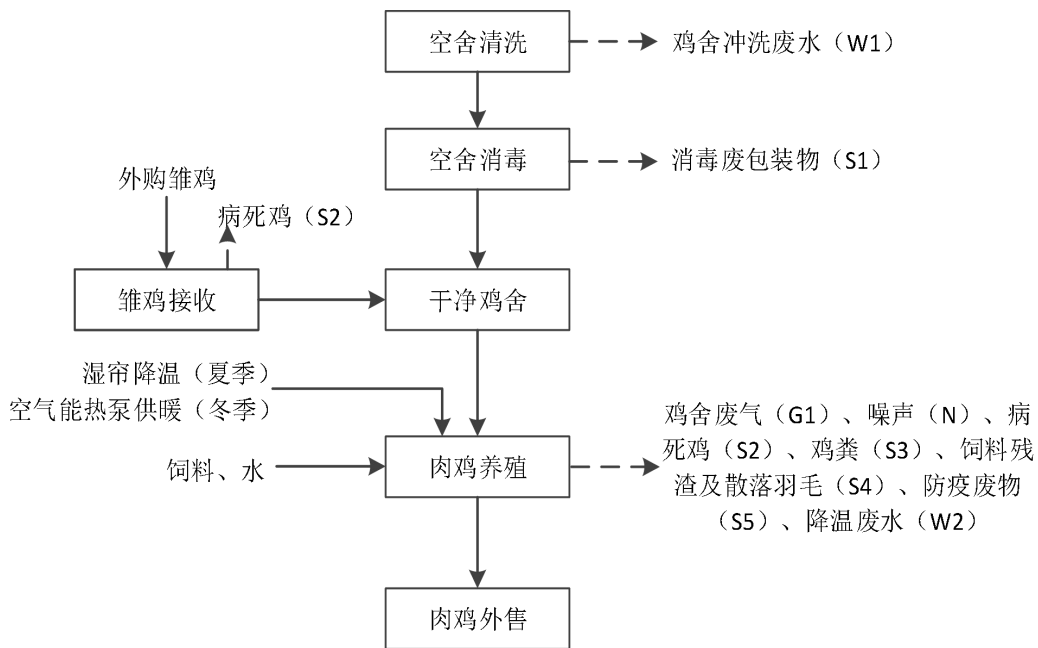 空舍清洗
鸡舍冲洗废水（W1）
空舍消毒
消毒废包装物（S1）
外购雏鸡
病死鸡（S2）
雏鸡接收
干净鸡舍
湿帘降温（夏季）
空气能热泵供暖（冬季）
饲料、水
肉鸡养殖
鸡舍废气（G1）、噪声（N）、病
死鸡（S2）、鸡粪（S3）、饲料残
渣及散落羽毛（S4）、防疫废物
（S5）、降温废水（W2）
肉鸡外售